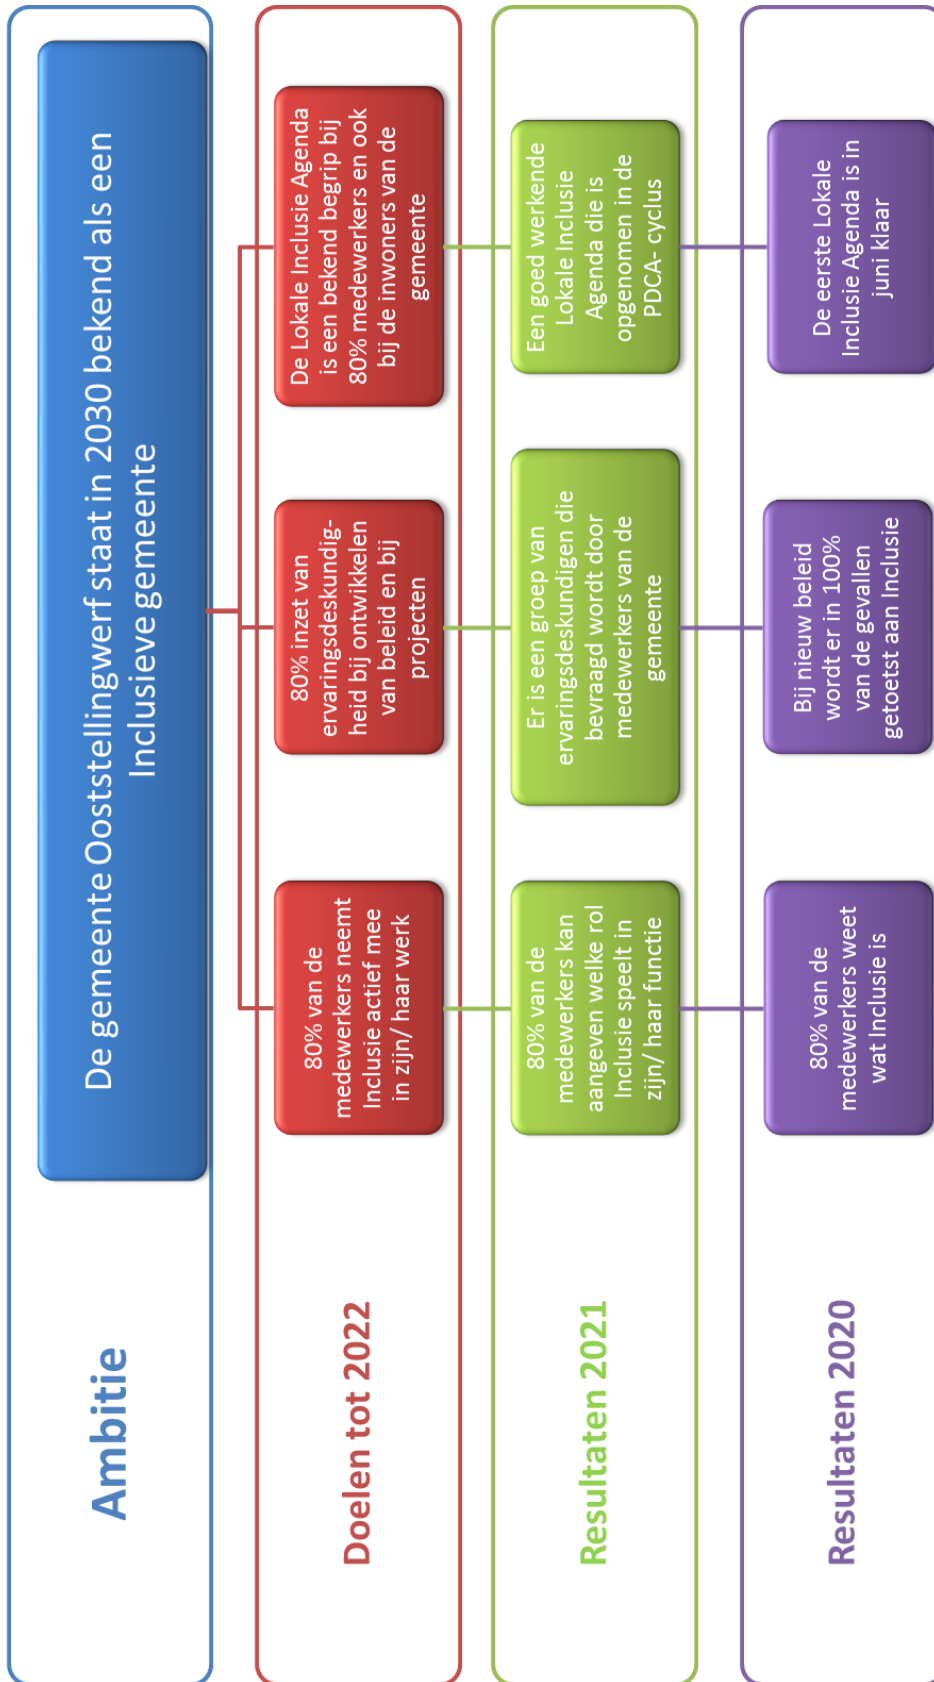 Ambitie
De gemeente Ooststellingwerf staat in 2030 bekend als een
Inclusieve gemeente
Doelen tot 2022
80% van de
medewerkers neemt
Inclusie actief mee
in zijn/ haar werk
80% inzet van
ervaringsdeskundig-
heid bij ontwikkelen
van beleid en bij
projecten
De Lokale Inclusie Agenda
is een bekend begrip bij
80% medewerkers en ook
bij de inwoners van de
gemeente
Resultaten 2021
80% van de
medewerkers kan
aangeven welke rol
Inclusie speelt in
zijn/ haar functie
Er is een groep van
ervaringsdeskundigen die
bevraagd wordt door
medewerkers van de
gemeente
Een goed werkende
Lokale Inclusie
Agenda die is
opgenomen in de
PDCA- cyclus
Resultaten 2020
80% van de
medewerkers weet
wat Inclusie is
Bij nieuw beleid
wordt er in 100%
van de gevallen
getoetst aan Inclusie
De eerste Lokale
Inclusie Agenda is in
juni klaar